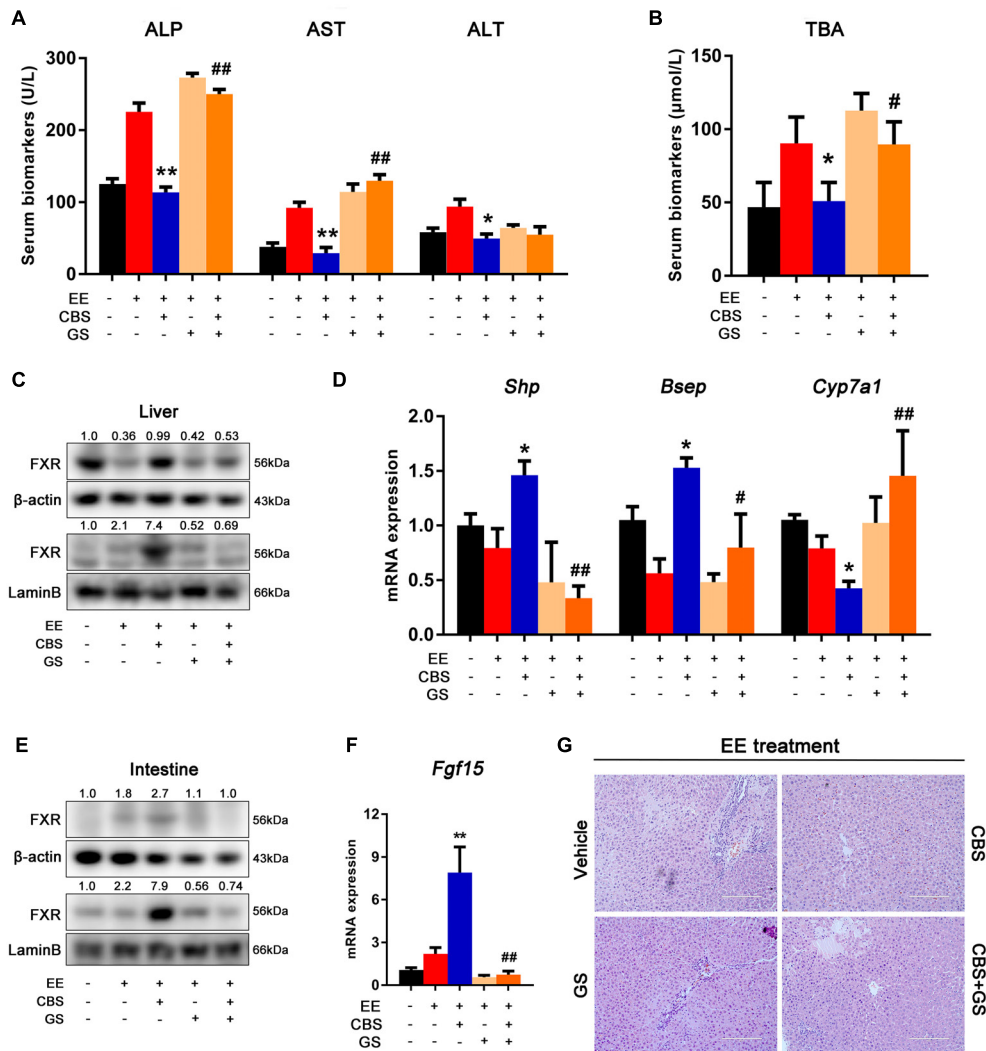 A
ALP AST ALT
Serum biomarkers (U/L)
300
200
100
0
** ## ** ## *
EE - + + + + - + + + + - + + + +
CBS - - + - + - - + - + - - + - +
GS - - - + + - - - + + - - - + +
B
TBA
Serum biomarkers (μmol/L)
150
100
50
0
* #
EE - + + + +
CBS - - + - +
GS - - - + +
C
Liver
1.0 0.36 0.99 0.42 0.53
FXR 56kDa
β-actin 43kDa
1.0 2.1 7.4 0.52 0.69
FXR 56kDa
LaminB 66kDa
EE - + + + +
CBS - - + - +
GS - - - + +
D
Shp Bsep Cyp7a1
mRNA expression
2.0
1.5
1.0
0.5
0.0
* ## * # * ##
EE - + + + + - + + + + - + + + +
CBS - - + - + - - + - + - - + - +
GS - - - + + - - - + + - - - + +
E
Intestine
1.0 1.8 2.7 1.1 1.0
FXR 56kDa
β-actin 43kDa
1.0 2.2 7.9 0.56 0.74
FXR 56kDa
LaminB 66kDa
EE - + + + +
CBS - - + - +
GS - - - + +
F
Fgf15
mRNA expression
12
9
6
3
0
** ##
EE - + + + +
CBS - - + - +
GS - - - + +
G
EE treatment
Vehicle
CBS
GS
CBS+GS